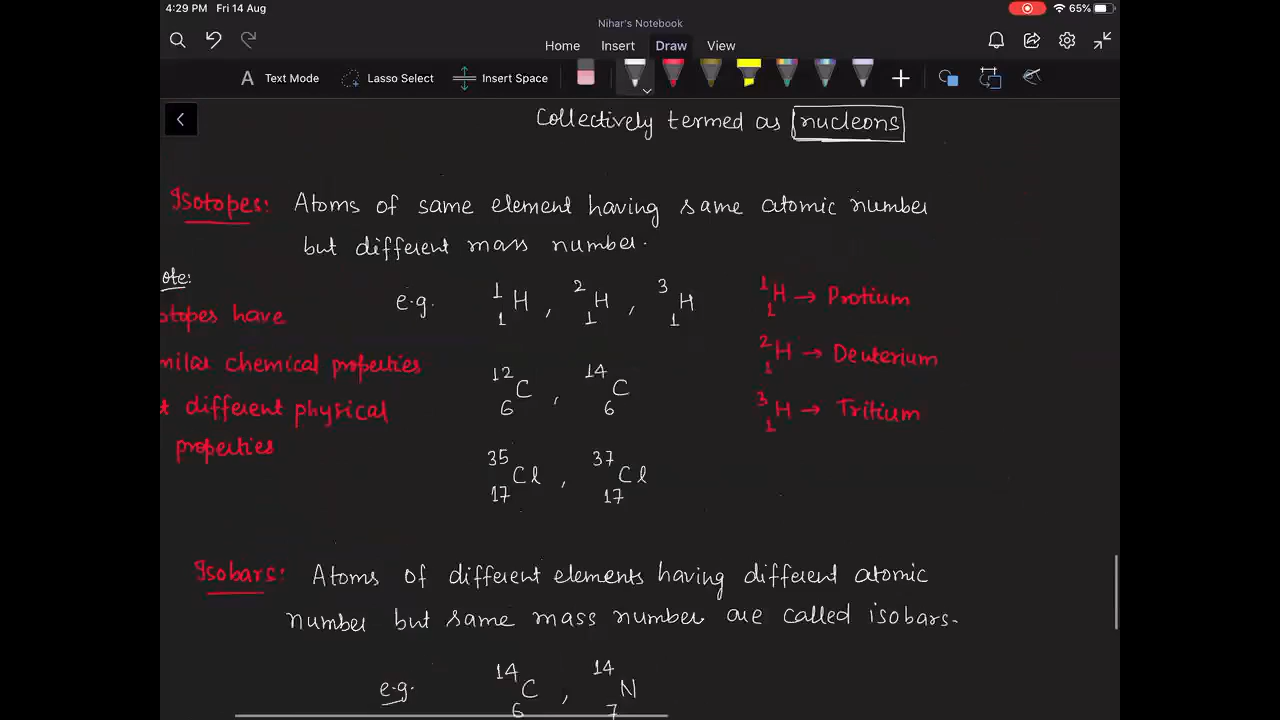 4:29 PM Fri 14 Aug
65%
Nihar's Notebook
Home Insert Draw View
Text Mode Lasso Select Insert Space
Collectively termed as nucleons
Isotopes: Atoms of same element having same atomic number
but different mass number.
ote:
otopes have
milar chemical properties
t different physical
properties
e.g. ¹₁H, ²₁H, ³₁H
¹²₆C, ¹⁴₆C
³⁵₁₇Cl, ³⁷₁₇Cl
¹₁H → Protium
²₁H → Deuterium
³₁H → Tritium
Isobars: Atoms of different elements having different atomic
number but same mass number are called isobars.
e.g. ¹⁴₆C, ¹⁴₇N